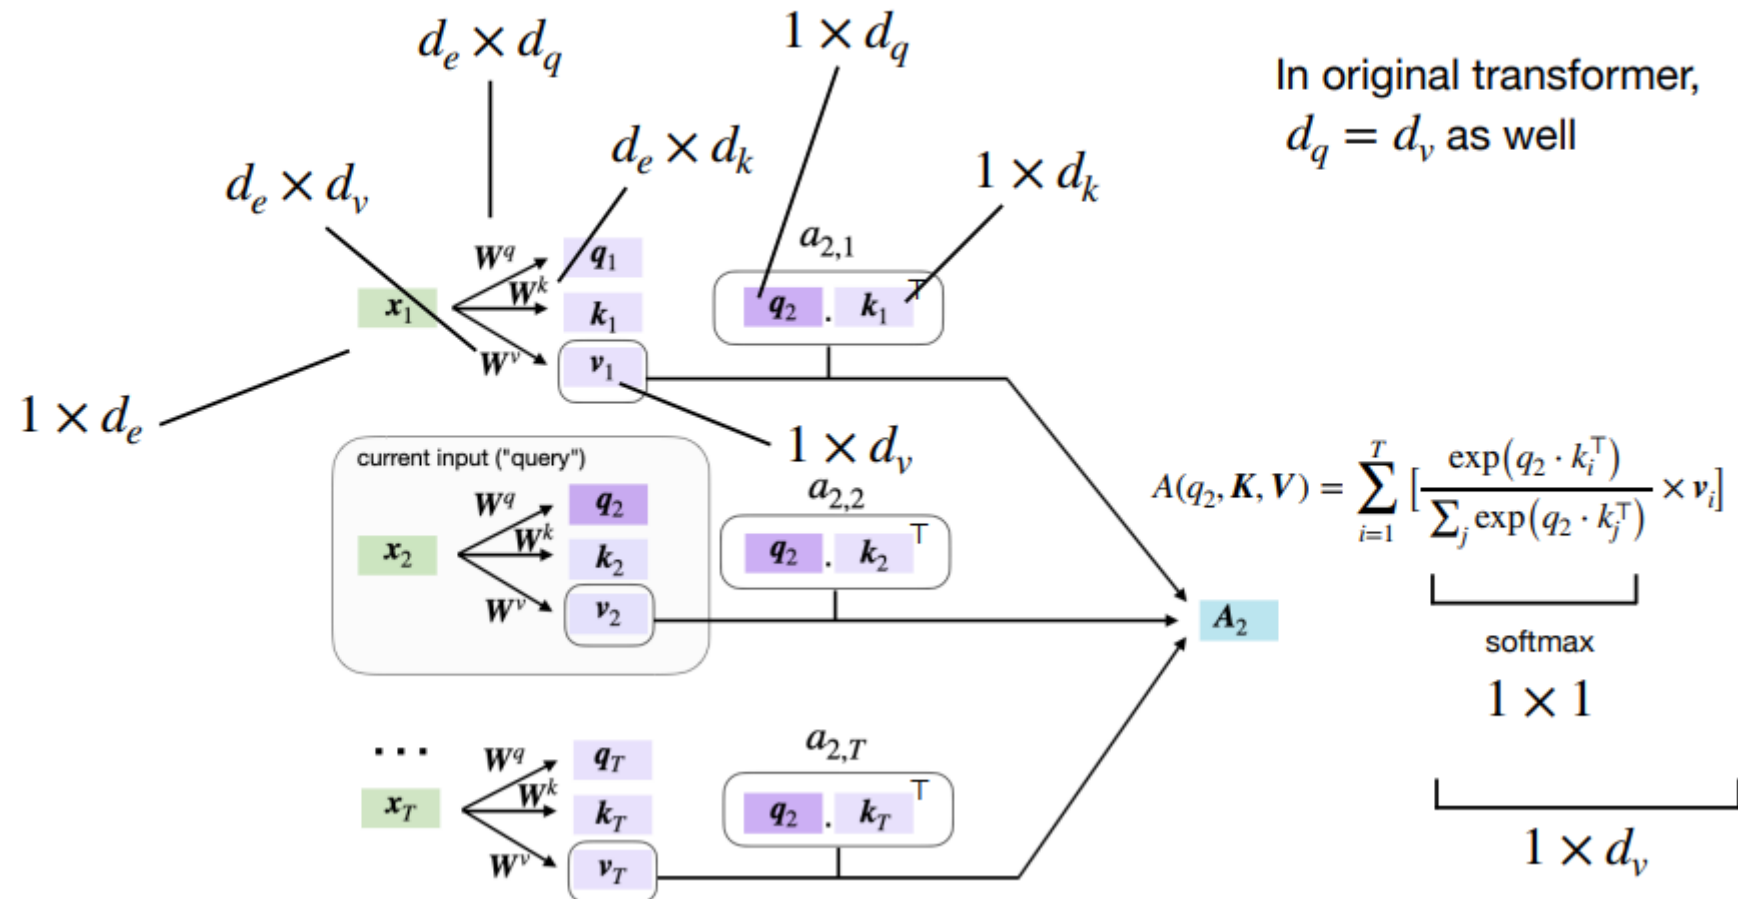 d_e × d_q
1 × d_q
In original transformer,
d_q = d_v as well
d_e × d_k
1 × d_k
d_e × d_v
a_{2,1}
W^q
q_1
x_1
W^k
k_1
q_2 . k_1 ⊤
W^v
v_1
1 × d_e
1 × d_v
current input ("query")
a_{2,2}
W^q
q_2
x_2
W^k
k_2
q_2 . k_2 ⊤
W^v
v_2
A(q_2, K, V) = \sum_{i=1}^{T} [\frac{exp(q_2 · k_i^⊤)}{\sum_j exp(q_2 · k_j^⊤)} × v_i]
A_2
softmax
1 × 1
...
a_{2,T}
W^q
q_T
x_T
W^k
k_T
q_2 . k_T ⊤
W^v
v_T
1 × d_v